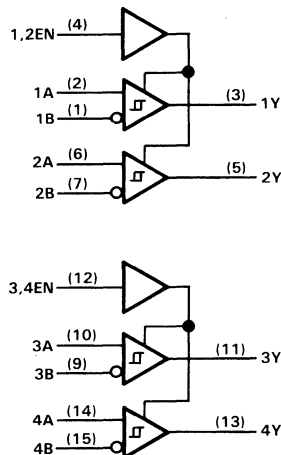 1,2EN (4)
1A (2)
1B (1)
(3) 1Y
2A (6)
2B (7)
(5) 2Y
3,4EN (12)
3A (10)
3B (9)
(11) 3Y
4A (14)
4B (15)
(13) 4Y